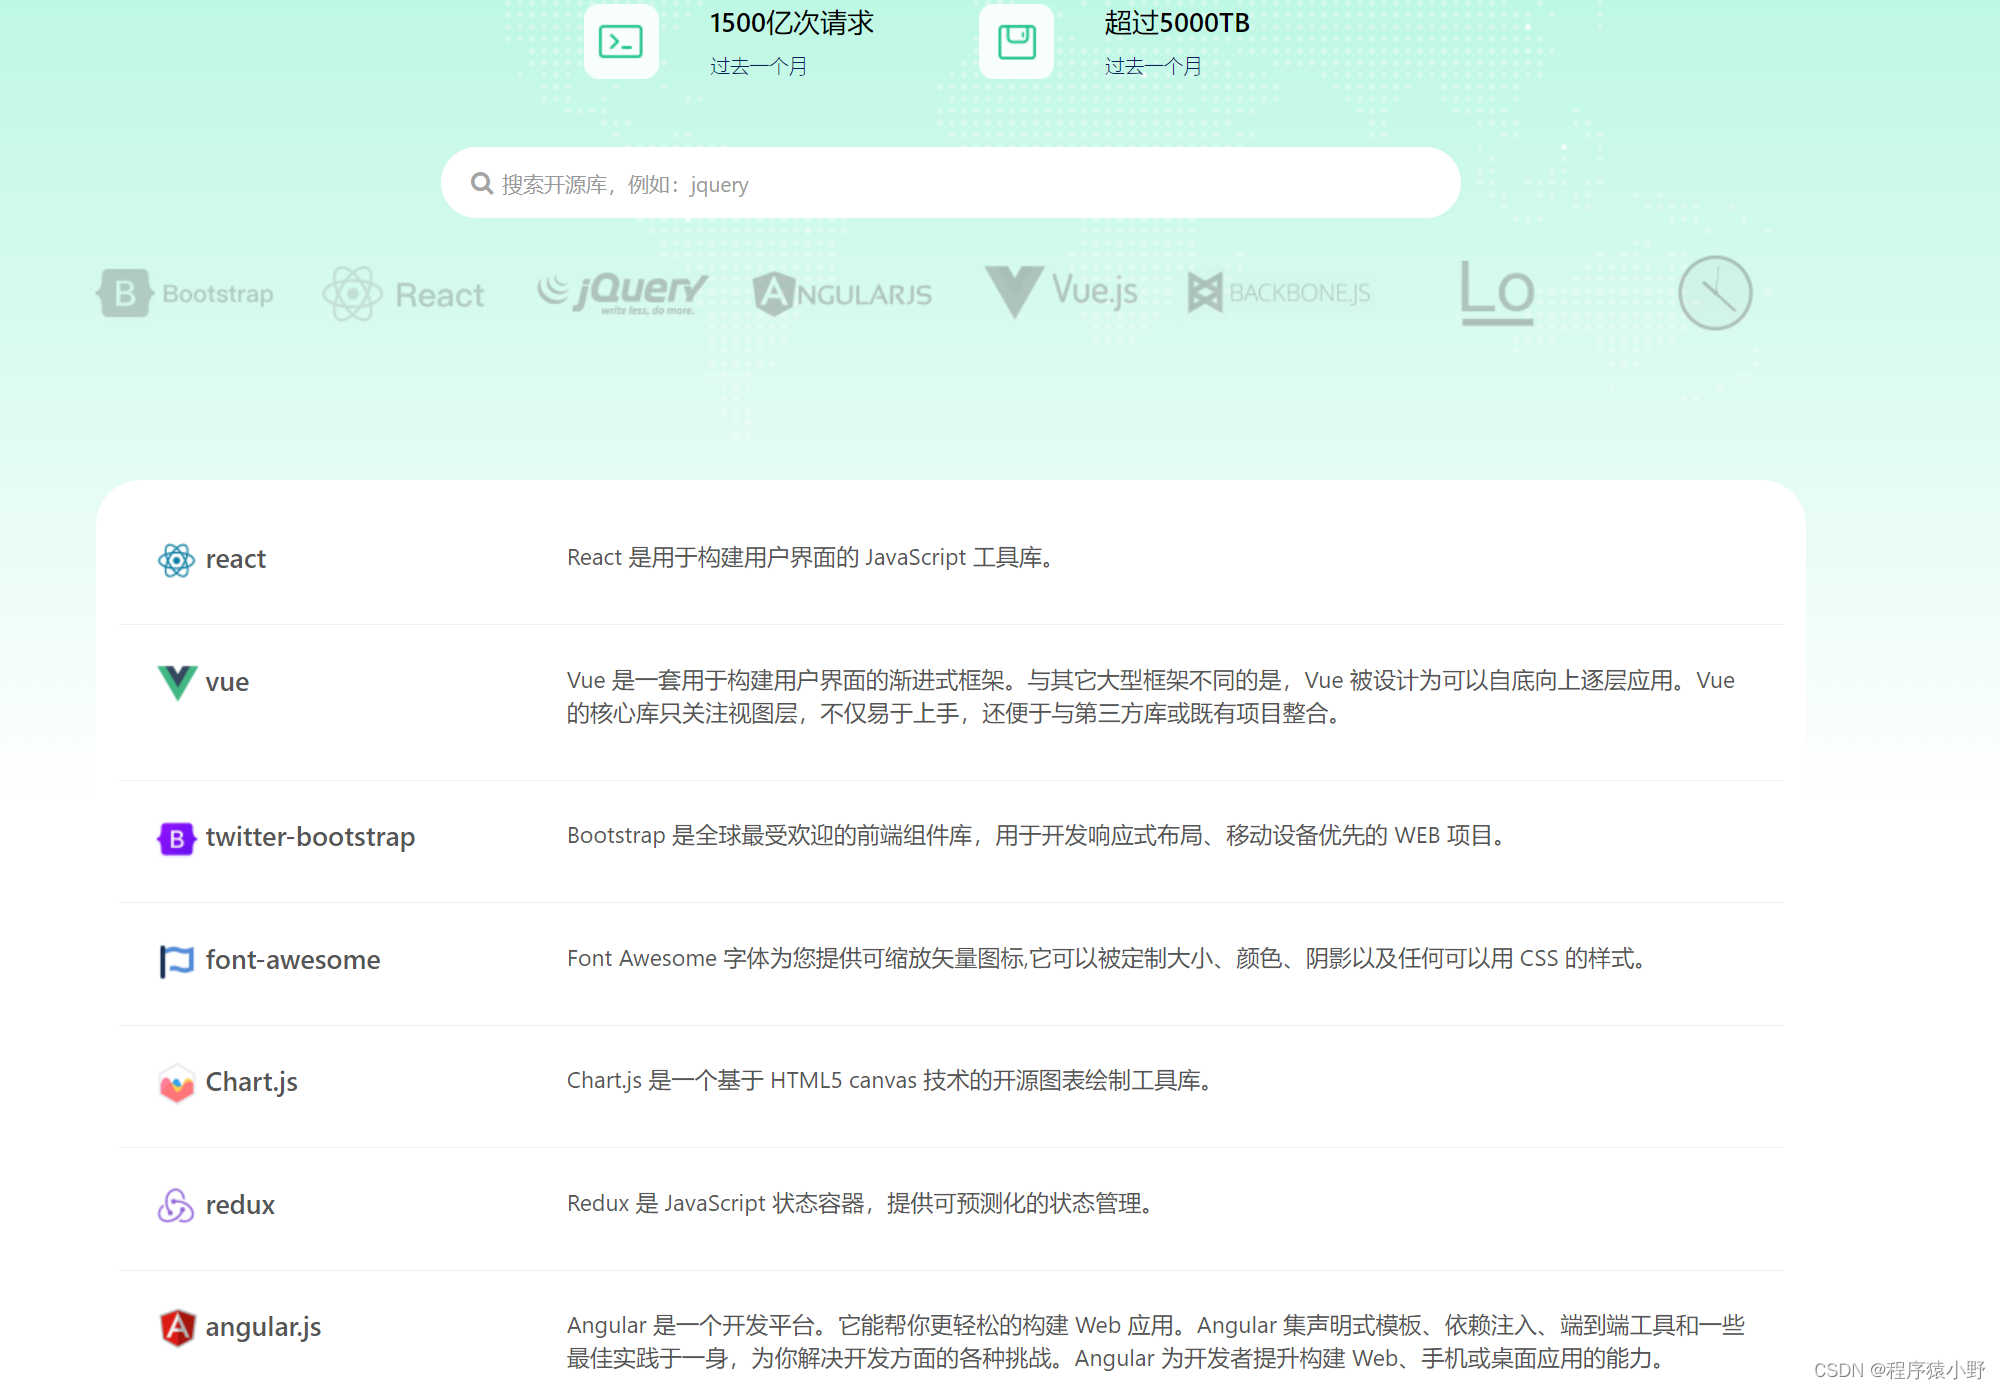 1500亿次请求
过去一个月
超过5000TB
过去一个月
搜索开源库，例如：jquery
B Bootstrap
React
jQuery
write less, do more.
ANGULARJS
Vue.js
BACKBONE.JS
Lo
react
React 是用于构建用户界面的 JavaScript 工具库。
vue
Vue 是一套用于构建用户界面的渐进式框架。与其它大型框架不同的是，Vue 被设计为可以自底向上逐层应用。Vue
的核心库只关注视图层，不仅易于上手，还便于与第三方库或既有项目整合。
B twitter-bootstrap
Bootstrap 是全球最受欢迎的前端组件库，用于开发响应式布局、移动设备优先的 WEB 项目。
font-awesome
Font Awesome 字体为您提供可缩放矢量图标,它可以被定制大小、颜色、阴影以及任何可以用 CSS 的样式。
Chart.js
Chart.js 是一个基于 HTML5 canvas 技术的开源图表绘制工具库。
redux
Redux 是 JavaScript 状态容器，提供可预测化的状态管理。
A angular.js
Angular 是一个开发平台。它能帮你更轻松的构建 Web 应用。Angular 集声明式模板、依赖注入、端到端工具和一些
最佳实践于一身，为你解决开发方面的各种挑战。Angular 为开发者提升构建 Web、手机或桌面应用的能力。
CSDN @程序猿小野